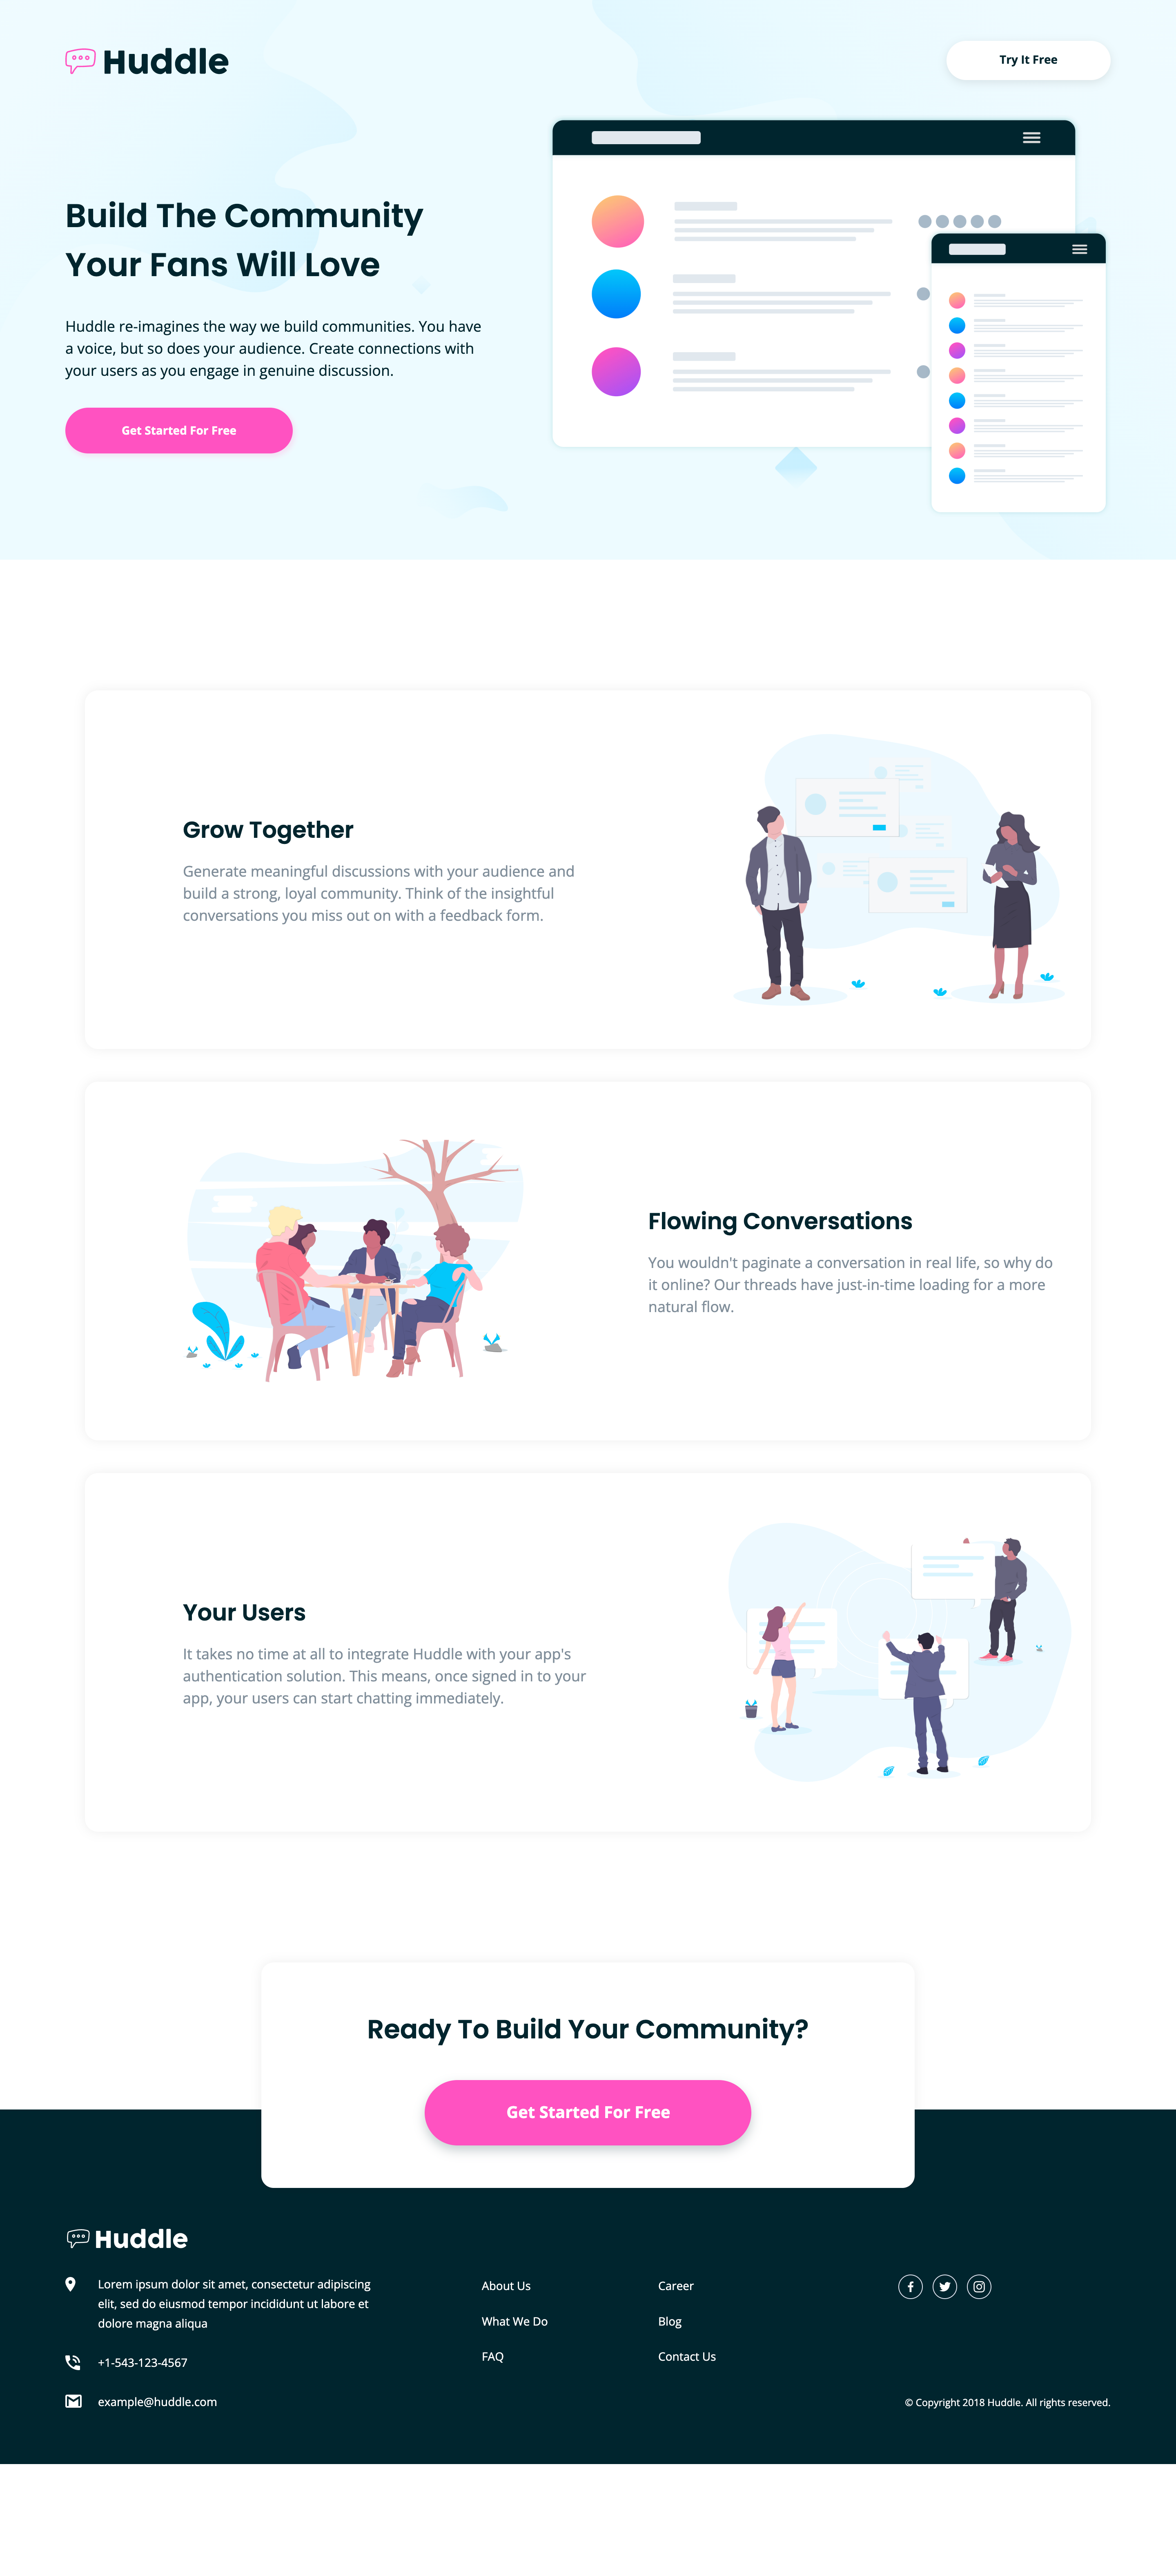 Huddle
Try It Free
Build The Community
Your Fans Will Love
Huddle re-imagines the way we build communities. You have
a voice, but so does your audience. Create connections with
your users as you engage in genuine discussion.
Get Started For Free
Grow Together
Generate meaningful discussions with your audience and
build a strong, loyal community. Think of the insightful
conversations you miss out on with a feedback form.
Flowing Conversations
You wouldn't paginate a conversation in real life, so why do
it online? Our threads have just-in-time loading for a more
natural flow.
Your Users
It takes no time at all to integrate Huddle with your app's
authentication solution. This means, once signed in to your
app, your users can start chatting immediately.
Ready To Build Your Community?
Get Started For Free
Huddle
Lorem ipsum dolor sit amet, consectetur adipiscing
elit, sed do eiusmod tempor incididunt ut labore et
dolore magna aliqua
+1-543-123-4567
example@huddle.com
About Us
What We Do
FAQ
Career
Blog
Contact Us
© Copyright 2018 Huddle. All rights reserved.